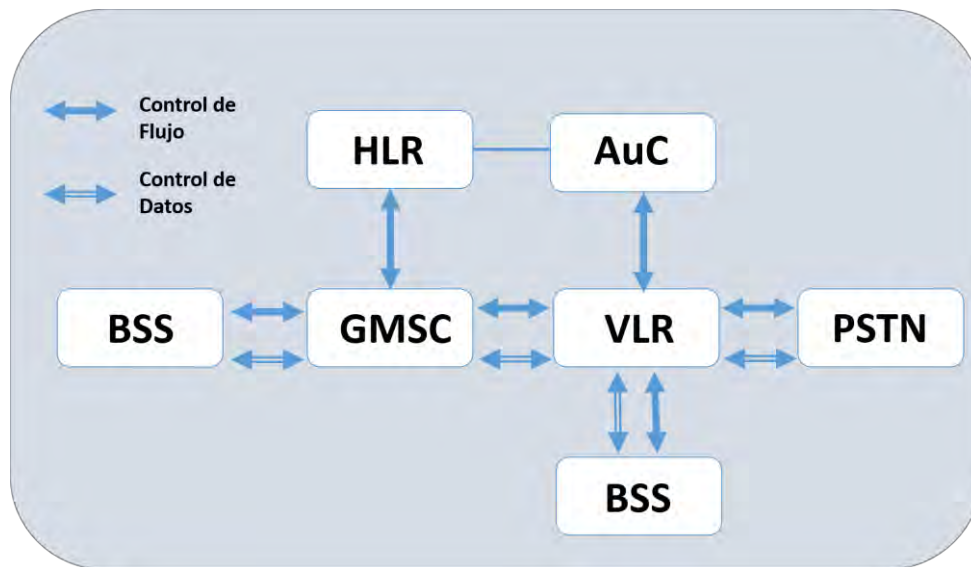 Control de
Flujo
Control de
Datos
HLR
AuC
BSS
GMSC
VLR
PSTN
BSS